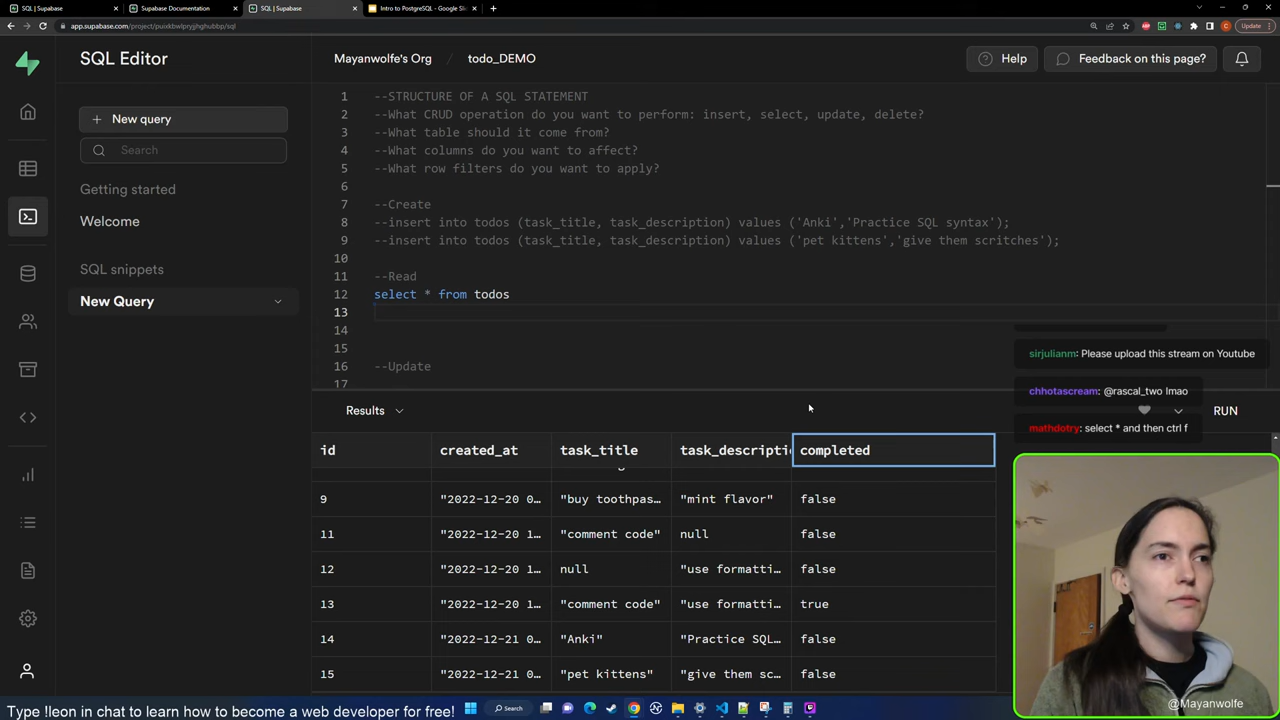 SQL | Supabase
Supabase Documentation
SQL | Supabase
Intro to PostgreSQL - Google Sli
app.supabase.com/project/puixkbwlpryjjhghubbp/sql
Update
SQL Editor
Mayanwolfe's Org / todo_DEMO
Help
Feedback on this page?
New query
Search
Getting started
Welcome
SQL snippets
New Query
1 --STRUCTURE OF A SQL STATEMENT
2 --What CRUD operation do you want to perform: insert, select, update, delete?
3 --What table should it come from?
4 --What columns do you want to affect?
5 --What row filters do you want to apply?
6
7 --Create
8 --insert into todos (task_title, task_description) values ('Anki','Practice SQL syntax');
9 --insert into todos (task_title, task_description) values ('pet kittens','give them scritches');
10
11 --Read
12 select * from todos
13
14
15
16 --Update
17
sirjulianm: Please upload this stream on Youtube
chhotascream: @rascal_two lmao
mathdotry: select * and then ctrl f
Results
RUN
id created_at task_title task_descripti completed
9 "2022-12-20 0… "buy toothpas… "mint flavor" false
11 "2022-12-20 1… "comment code" null false
12 "2022-12-20 1… null "use formatti… false
13 "2022-12-20 1… "comment code" "use formatti… true
14 "2022-12-21 0… "Anki" "Practice SQL… false
15 "2022-12-21 0… "pet kittens" "give them sc… false
@Mayanwolfe
Type !leon in chat to learn how to become a web developer for free!
Search